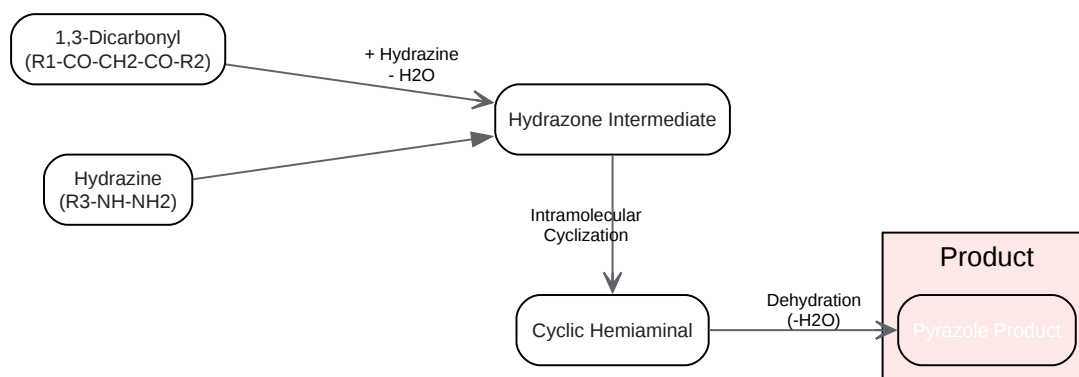 1,3-Dicarbonyl
(R1-CO-CH2-CO-R2)
+ Hydrazine
- H2O
Hydrazone Intermediate
Hydrazine
(R3-NH-NH2)
Intramolecular
Cyclization
Product
Cyclic Hemiaminal
Dehydration
(-H2O)
Pyrazole Product